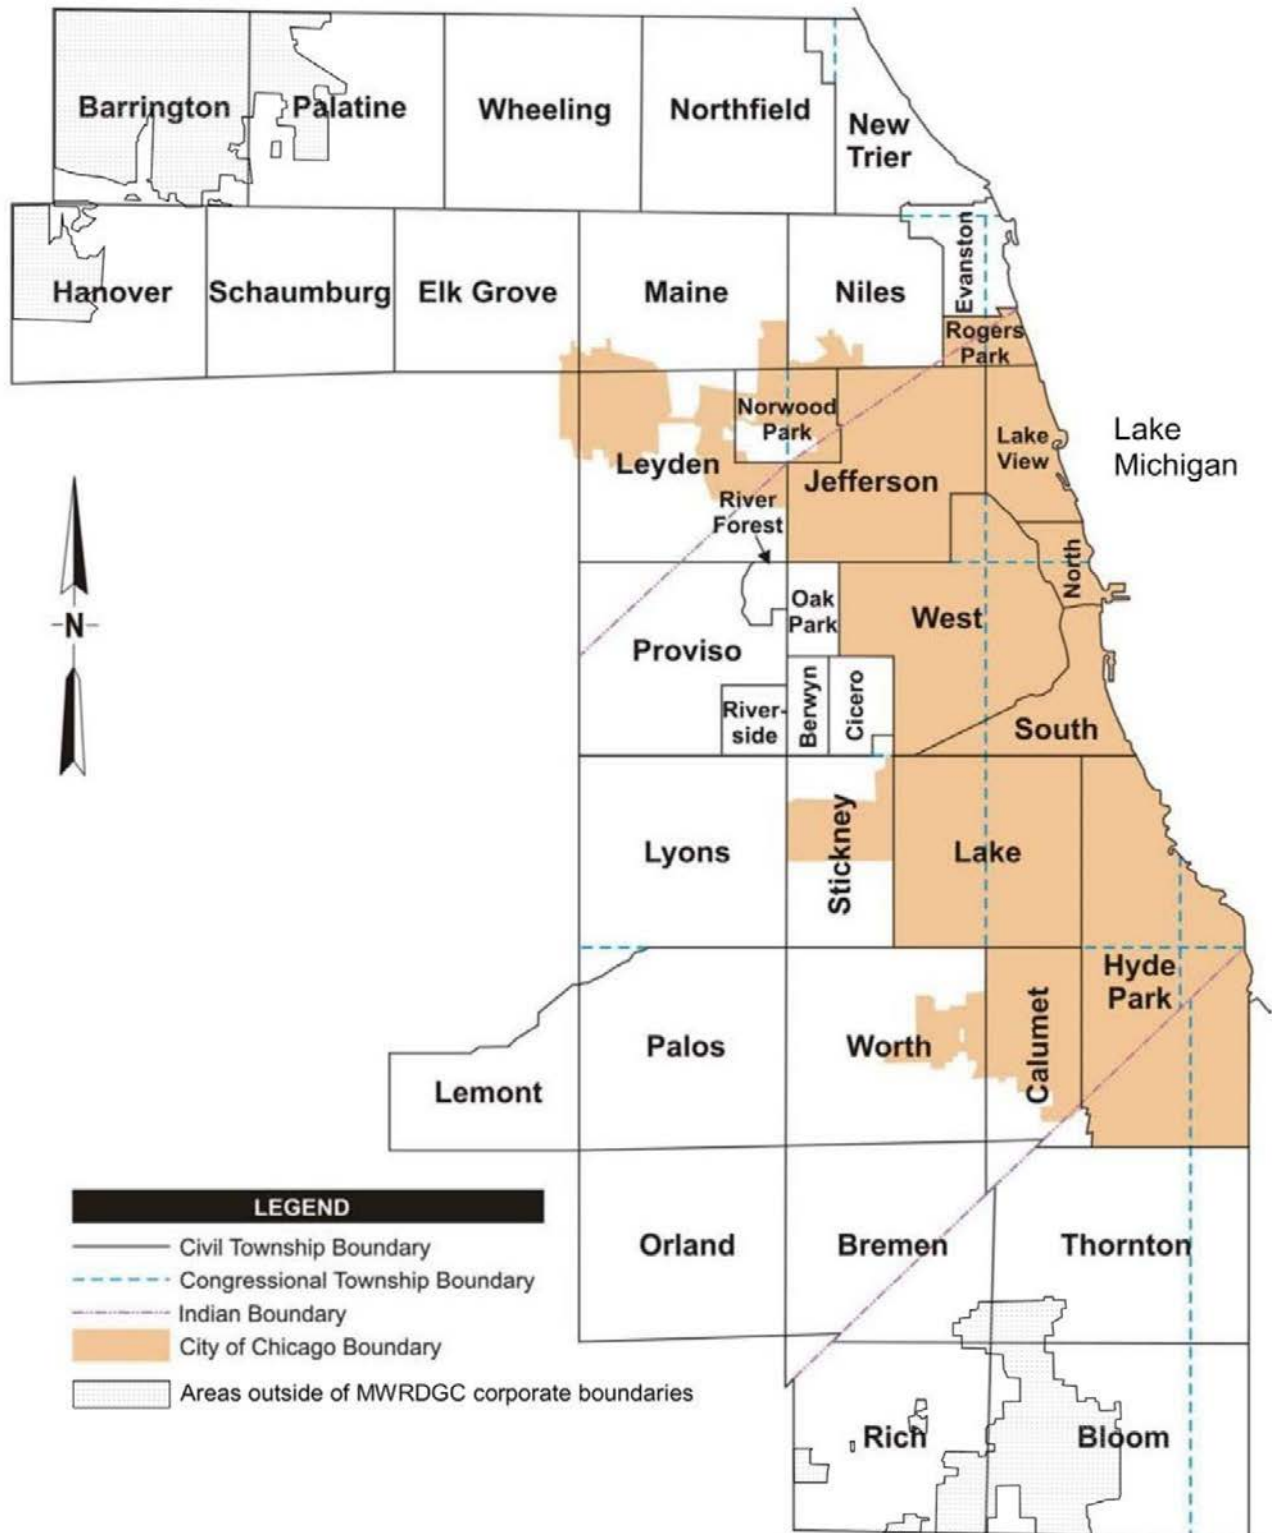 Barrington
Palatine
Wheeling
Northfield
New
Trier
Hanover
Schaumburg
Elk Grove
Maine
Niles
Evanston
Rogers
Park
Norwood
Park
Leyden
Jefferson
Lake
View
Lake
Michigan
River
Forest
North
Oak
Park
West
Proviso
River-
side
Berwyn
Cicero
South
N
Lyons
Stickney
Lake
Hyde
Park
Palos
Worth
Calumet
Lemont
Orland
Bremen
Thornton
Rich
Bloom
LEGEND
Civil Township Boundary
Congressional Township Boundary
Indian Boundary
City of Chicago Boundary
Areas outside of MWRDGC corporate boundaries